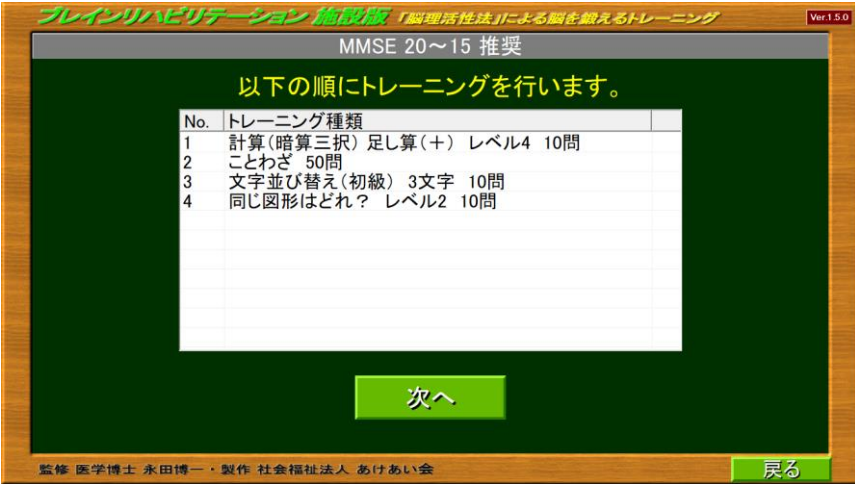 ブレインリハビリテーション 施設版 「脳理活性法」による脳を鍛えるトレーニング
Ver.1.5.0
MMSE 20～15 推奨
以下の順にトレーニングを行います。
No. トレーニング種類
1 計算(暗算三択) 足し算(＋) レベル4 10問
2 ことわざ 50問
3 文字並び替え(初級) 3文字 10問
4 同じ図形はどれ？ レベル2 10問
次へ
監修 医学博士 永田博一・製作 社会福祉法人 あけあい会
戻る